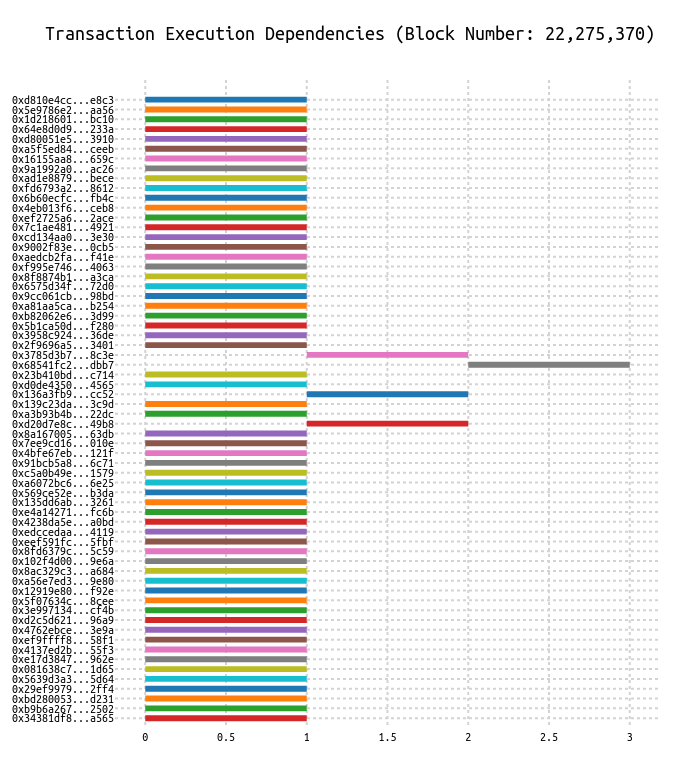 Transaction Execution Dependencies (Block Number: 22,275,370)
0xd810e4cc...e8c3
0x5e9786e2...aa56
0x1d218601...bc10
0x64e8d0d9...233a
0xd80051e5...3910
0xa5f5ed84...ceeb
0x16155aa8...659c
0x9a1992a0...ac26
0xad1e8879...bece
0xfd6793a2...8612
0x6b60ecfc...fb4c
0x4eb013f6...ceb8
0xef2725a6...2ace
0x7c1ae481...4921
0xcd134aa0...3e30
0x9002f83e...0cb5
0xaedcb2fa...f41e
0xf995e746...4063
0x8f8874b1...a3ca
0x6575d34f...72d0
0x9cc061cb...98bd
0xa81aa5ca...b254
0xb82062e6...3d99
0x5b1ca50d...f280
0x3958c924...36de
0x2f9696a5...3401
0x3785d3b7...8c3e
0x68541fc2...dbb7
0x23b410bd...c714
0xd0de4350...4565
0x136a3fb9...cc52
0x139c23da...3c9d
0xa3b93b4b...22dc
0xd20d7e8c...49b8
0x8a167005...63db
0x7ee9cd16...010e
0x4bfe67eb...121f
0x91bcb5a8...6c71
0xc5a0b49e...1579
0xa6072bc6...6e25
0x569ce52e...b3da
0x135dd6ab...3261
0xe4a14271...fc6b
0x4238da5e...a0bd
0xedccedaa...4119
0xeef591fc...5fbf
0x8fd6379c...5c59
0x102f4d00...9e6a
0x8ac329c3...a684
0xa56e7ed3...9e80
0x12919e80...f92e
0x5f07634c...8cee
0x3e997134...cf4b
0xd2c5d621...96a9
0x4762ebce...3e9a
0xef9ffff8...58f1
0x4137ed2b...55f3
0xe17d3847...962e
0x081638c7...1d65
0x5639d3a3...5d64
0x29ef9979...2ff4
0xbd280053...d231
0xb9b6a267...2502
0x34381df8...a565
0 0.5 1 1.5 2 2.5 3